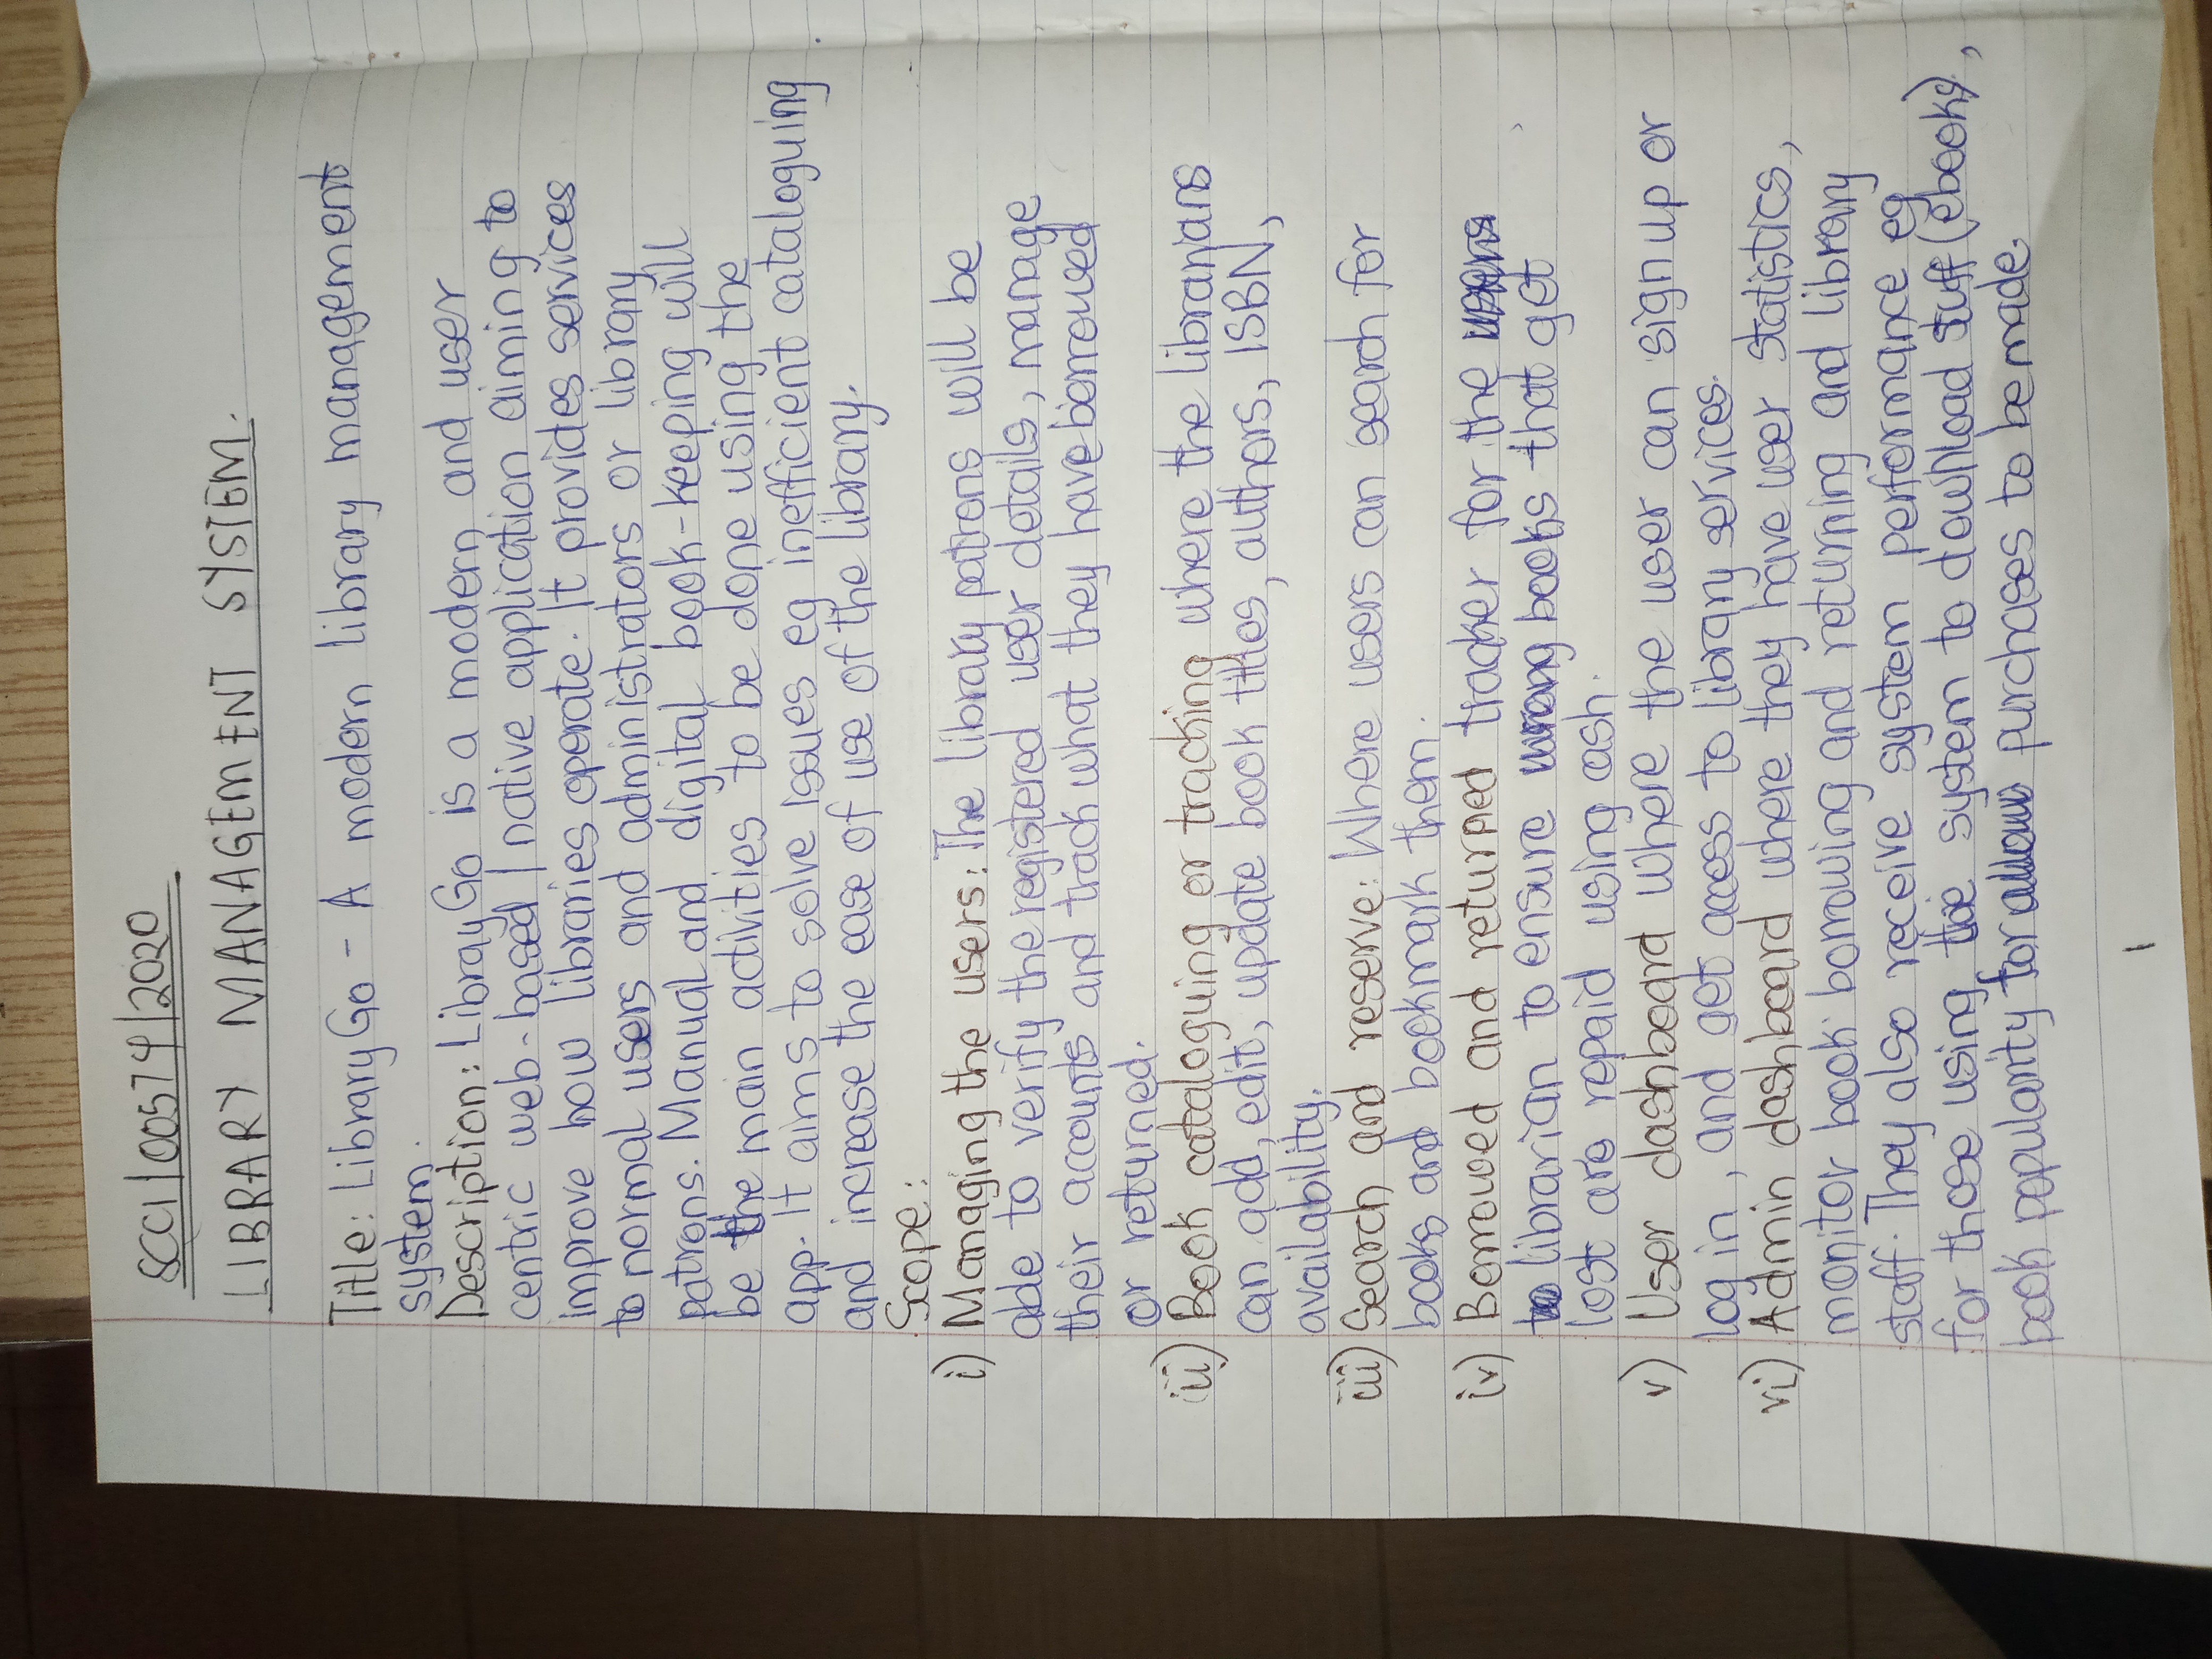 SCCI/00574/2020
LIBRARY MANAGEMENT SYSTEM.
Title: LibraryGo - A modern library management
system.
Description: LibrayGo is a modern and user
centric web-based/native application aiming to
improve how libraries operate. It provides services
to normal users and administrators or library
patrons. Manual and digital book-keeping will
be the main activities to be done using the
app. It aims to solve issues eg inefficient cataloguing
and increase the ease of use of the library.
Scope:
i) Managing the users: The library patrons will be
able to verify the registered user details, manage
their accounts and track what they have borrowed
or returned.
ii) Book cataloguing or tracking where the librarians
can add, edit, update book titles, authors, ISBN,
availability.
iii) Search and reserve: Where users can search for
books and bookmark them.
iv) Borrowed and returned tracker for the
librarian to ensure books that get
lost are repaid using cash.
v) User dashboard where the user can sign up or
log in, and get access to library services.
vi) Admin dashboard where they have user statistics,
monitor book borrowing and returning and library
staff. They also receive system performance eg
for those using the system to download stuff (ebooks),
book popularity for purchases to be made.
1